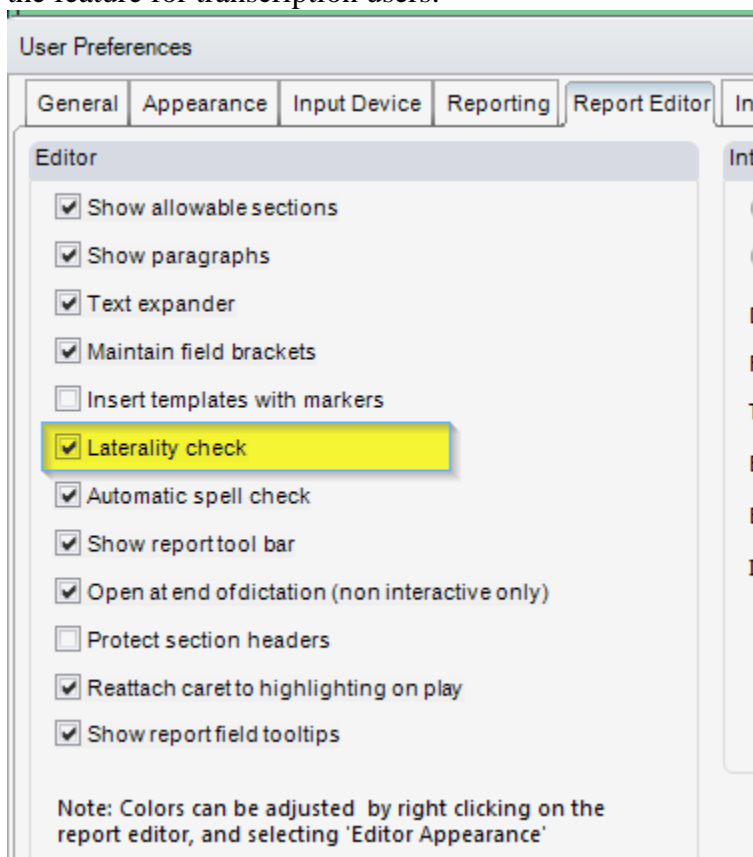 the feature for transcription users.
User Preferences
General Appearance Input Device Reporting Report Editor In
Editor Int
Show allowable sections
Show paragraphs
Text expander
Maintain field brackets
Insert templates with markers
Laterality check
Automatic spell check
Show report tool bar
Open at end of dictation (non interactive only)
Protect section headers
Reattach caret to highlighting on play
Show report field tooltips
Note: Colors can be adjusted by right clicking on the
report editor, and selecting 'Editor Appearance'